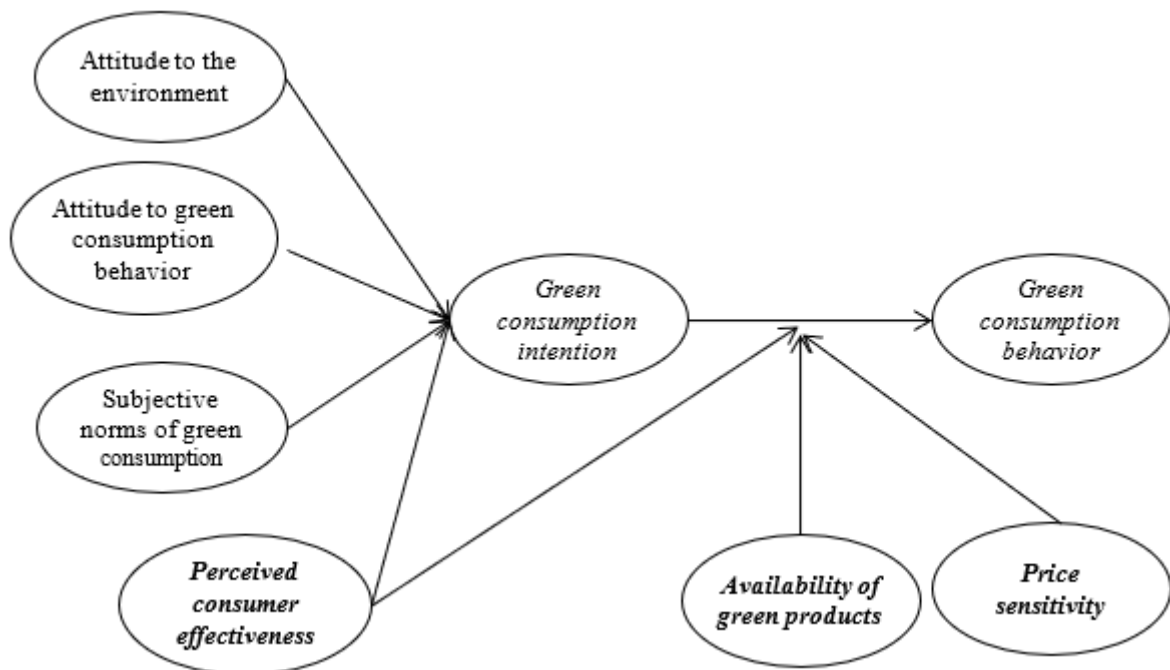 Attitude to the
environment
Attitude to green
consumption
behavior
Green
consumption
intention
Green
consumption
behavior
Subjective
norms of green
consumption
Perceived
consumer
effectiveness
Availability of
green products
Price
sensitivity